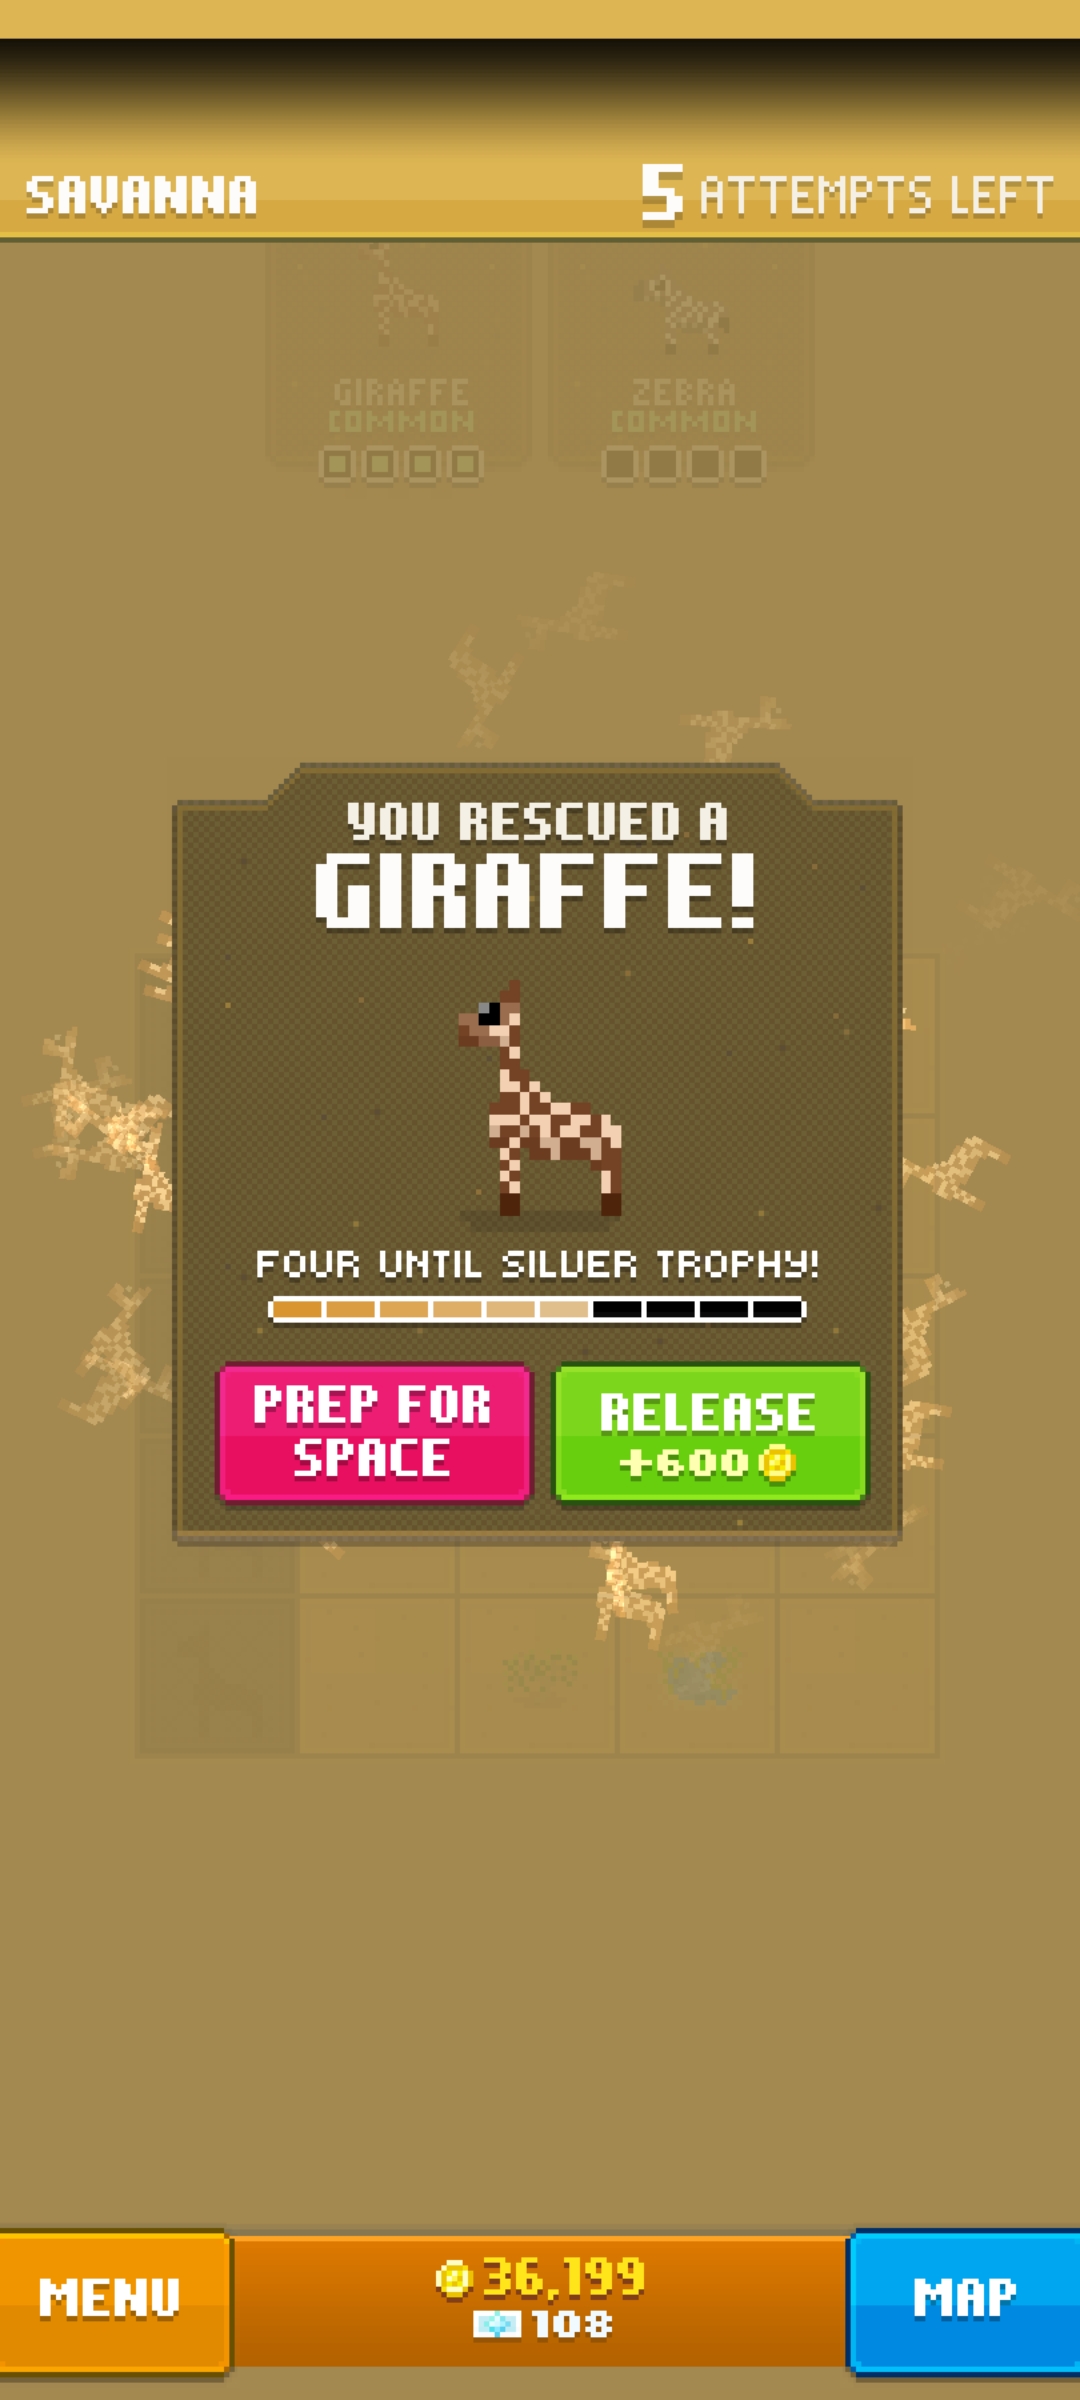 SAVANNA
5 ATTEMPTS LEFT
GIRAFFE
COMMON
ZEBRA
COMMON
YOU RESCUED A
GIRAFFE!
FOUR UNTIL SILVER TROPHY!
PREP FOR
SPACE
RELEASE
+600
MENU
36,199
108
MAP